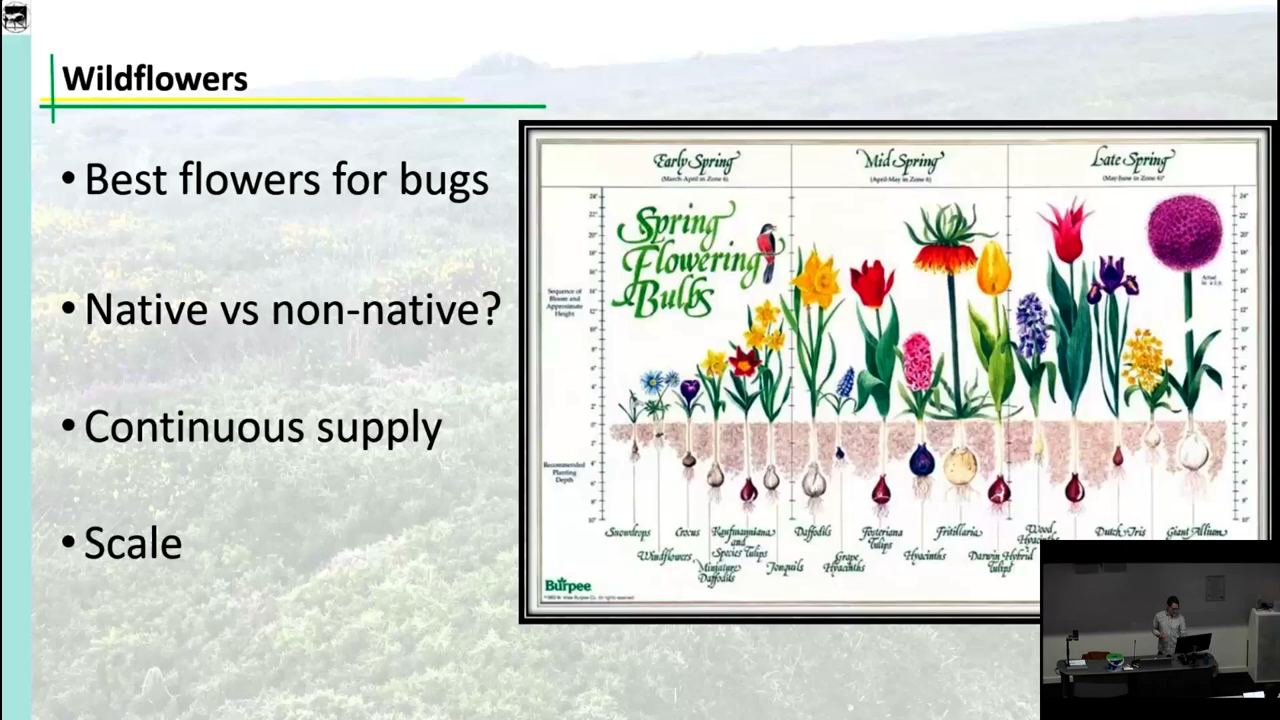 Wildflowers
• Best flowers for bugs
• Native vs non-native?
• Continuous supply
• Scale
Early Spring
(March-April in Zone 6)
Mid Spring
(April-May in Zone 6)
Late Spring
(May-June in Zone 6)
Spring
Flowering
Bulbs
Sequence of
Bloom and
Approximate
Height
Recommended
Planting
Depth
Snowdrops
Windflowers
Crocus
Miniature
Daffodils
Kaufmanniana
and
Species Tulips
Jonquils
Daffodils
Grape
Hyacinths
Fosteriana
Tulips
Hyacinths
Fritillaria
Darwin Hybrid
Tulips
Wood
Dutch Iris
Giant Allium
Burpee